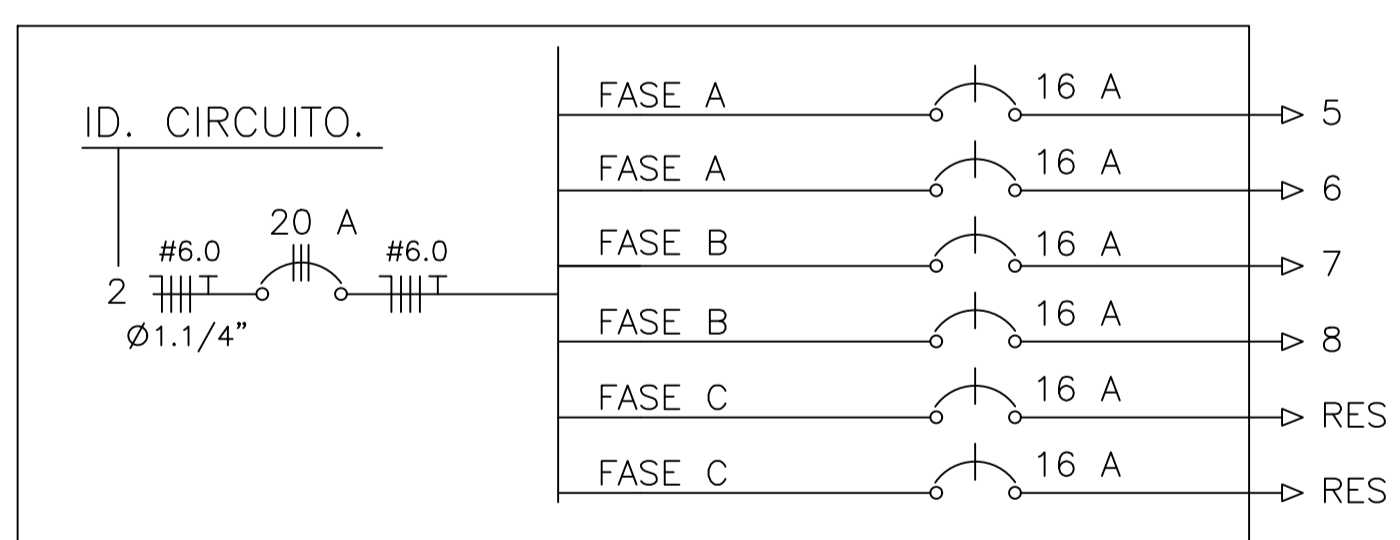 ID. CIRCUITO.
2
#6.0
Ø1.1/4”
20 A
#6.0
FASE A 16 A 5
FASE A 16 A 6
FASE B 16 A 7
FASE B 16 A 8
FASE C 16 A RES
FASE C 16 A RES